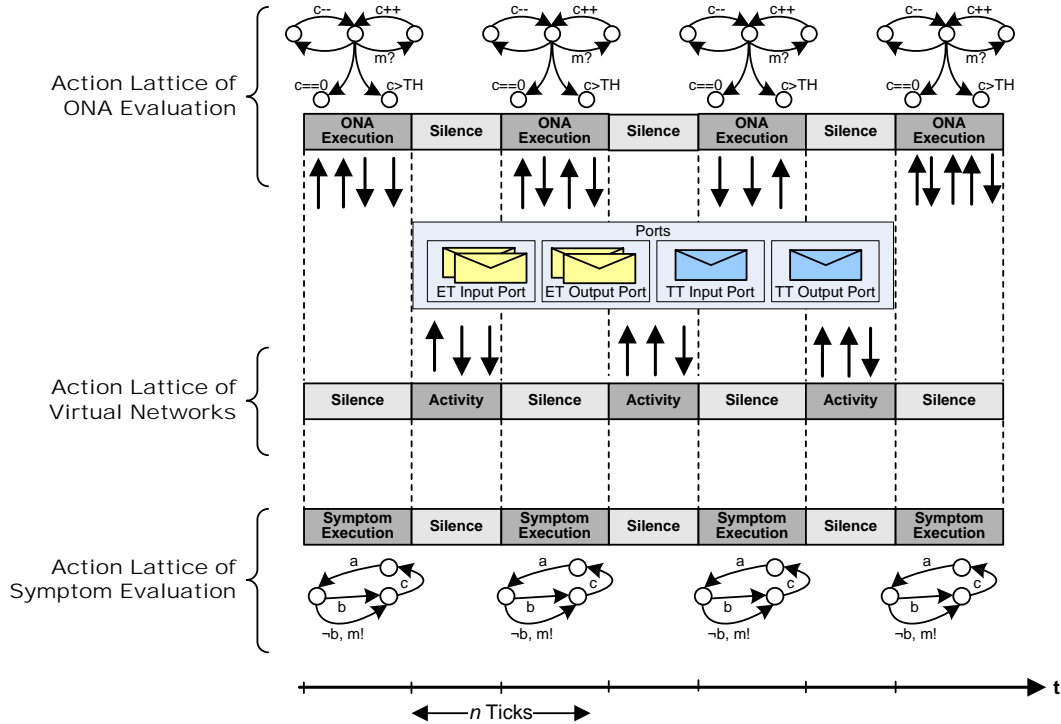 c-- c++ c-- c++ c-- c++ c-- c++
m? m? m? m?
Action Lattice of
ONA Evaluation
c==0 c>TH c==0 c>TH c==0 c>TH c==0 c>TH
ONA Execution Silence ONA Execution Silence ONA Execution Silence ONA Execution
Ports
ET Input Port ET Output Port TT Input Port TT Output Port
Action Lattice of
Virtual Networks
Silence Activity Silence Activity Silence Activity Silence
Symptom Execution Silence Symptom Execution Silence Symptom Execution Silence Symptom Execution
Action Lattice of
Symptom Evaluation
a a a a
c c c c
b b b b
¬b, m! ¬b, m! ¬b, m! ¬b, m!
t
n Ticks